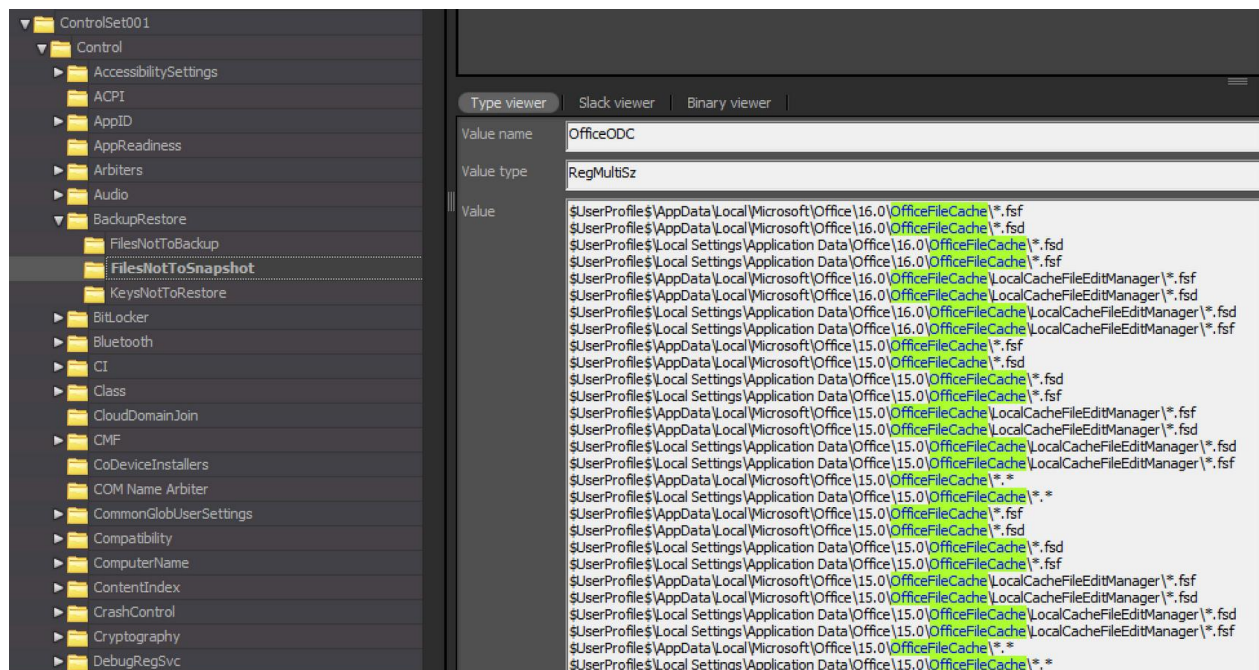 ControlSet001
Control
AccessibilitySettings
ACPI
AppID
AppReadiness
Arbiters
Audio
BackupRestore
FilesNotToBackup
FilesNotToSnapshot
KeysNotToRestore
BitLocker
Bluetooth
CI
Class
CloudDomainJoin
CMF
CoDeviceInstallers
COM Name Arbiter
CommonGlobUserSettings
Compatibility
ComputerName
ContentIndex
CrashControl
Cryptography
DebugRegSvc
Type viewer Slack viewer Binary viewer
Value name OfficeODC
Value type RegMultiSz
Value
$UserProfile$\AppData\Local\Microsoft\Office\16.0\OfficeFileCache\*.fsf
$UserProfile$\AppData\Local\Microsoft\Office\16.0\OfficeFileCache\*.fsd
$UserProfile$\Local Settings\Application Data\Office\16.0\OfficeFileCache\*.fsd
$UserProfile$\Local Settings\Application Data\Office\16.0\OfficeFileCache\*.fsf
$UserProfile$\AppData\Local\Microsoft\Office\16.0\OfficeFileCache\LocalCacheFileEditManager\*.fsf
$UserProfile$\AppData\Local\Microsoft\Office\16.0\OfficeFileCache\LocalCacheFileEditManager\*.fsd
$UserProfile$\Local Settings\Application Data\Office\16.0\OfficeFileCache\LocalCacheFileEditManager\*.fsd
$UserProfile$\Local Settings\Application Data\Office\16.0\OfficeFileCache\LocalCacheFileEditManager\*.fsf
$UserProfile$\AppData\Local\Microsoft\Office\15.0\OfficeFileCache\*.fsf
$UserProfile$\AppData\Local\Microsoft\Office\15.0\OfficeFileCache\*.fsd
$UserProfile$\Local Settings\Application Data\Office\15.0\OfficeFileCache\*.fsd
$UserProfile$\Local Settings\Application Data\Office\15.0\OfficeFileCache\*.fsf
$UserProfile$\AppData\Local\Microsoft\Office\15.0\OfficeFileCache\LocalCacheFileEditManager\*.fsf
$UserProfile$\AppData\Local\Microsoft\Office\15.0\OfficeFileCache\LocalCacheFileEditManager\*.fsd
$UserProfile$\Local Settings\Application Data\Office\15.0\OfficeFileCache\LocalCacheFileEditManager\*.fsd
$UserProfile$\Local Settings\Application Data\Office\15.0\OfficeFileCache\LocalCacheFileEditManager\*.fsf
$UserProfile$\AppData\Local\Microsoft\Office\15.0\OfficeFileCache\*.*
$UserProfile$\Local Settings\Application Data\Office\15.0\OfficeFileCache\*.*
$UserProfile$\AppData\Local\Microsoft\Office\15.0\OfficeFileCache\*.fsf
$UserProfile$\AppData\Local\Microsoft\Office\15.0\OfficeFileCache\*.fsd
$UserProfile$\Local Settings\Application Data\Office\15.0\OfficeFileCache\*.fsd
$UserProfile$\Local Settings\Application Data\Office\15.0\OfficeFileCache\*.fsf
$UserProfile$\AppData\Local\Microsoft\Office\15.0\OfficeFileCache\LocalCacheFileEditManager\*.fsf
$UserProfile$\AppData\Local\Microsoft\Office\15.0\OfficeFileCache\LocalCacheFileEditManager\*.fsd
$UserProfile$\Local Settings\Application Data\Office\15.0\OfficeFileCache\LocalCacheFileEditManager\*.fsd
$UserProfile$\Local Settings\Application Data\Office\15.0\OfficeFileCache\LocalCacheFileEditManager\*.fsf
$UserProfile$\AppData\Local\Microsoft\Office\15.0\OfficeFileCache\*.*
$UserProfile$\Local Settings\Application Data\Office\15.0\OfficeFileCache\*.*